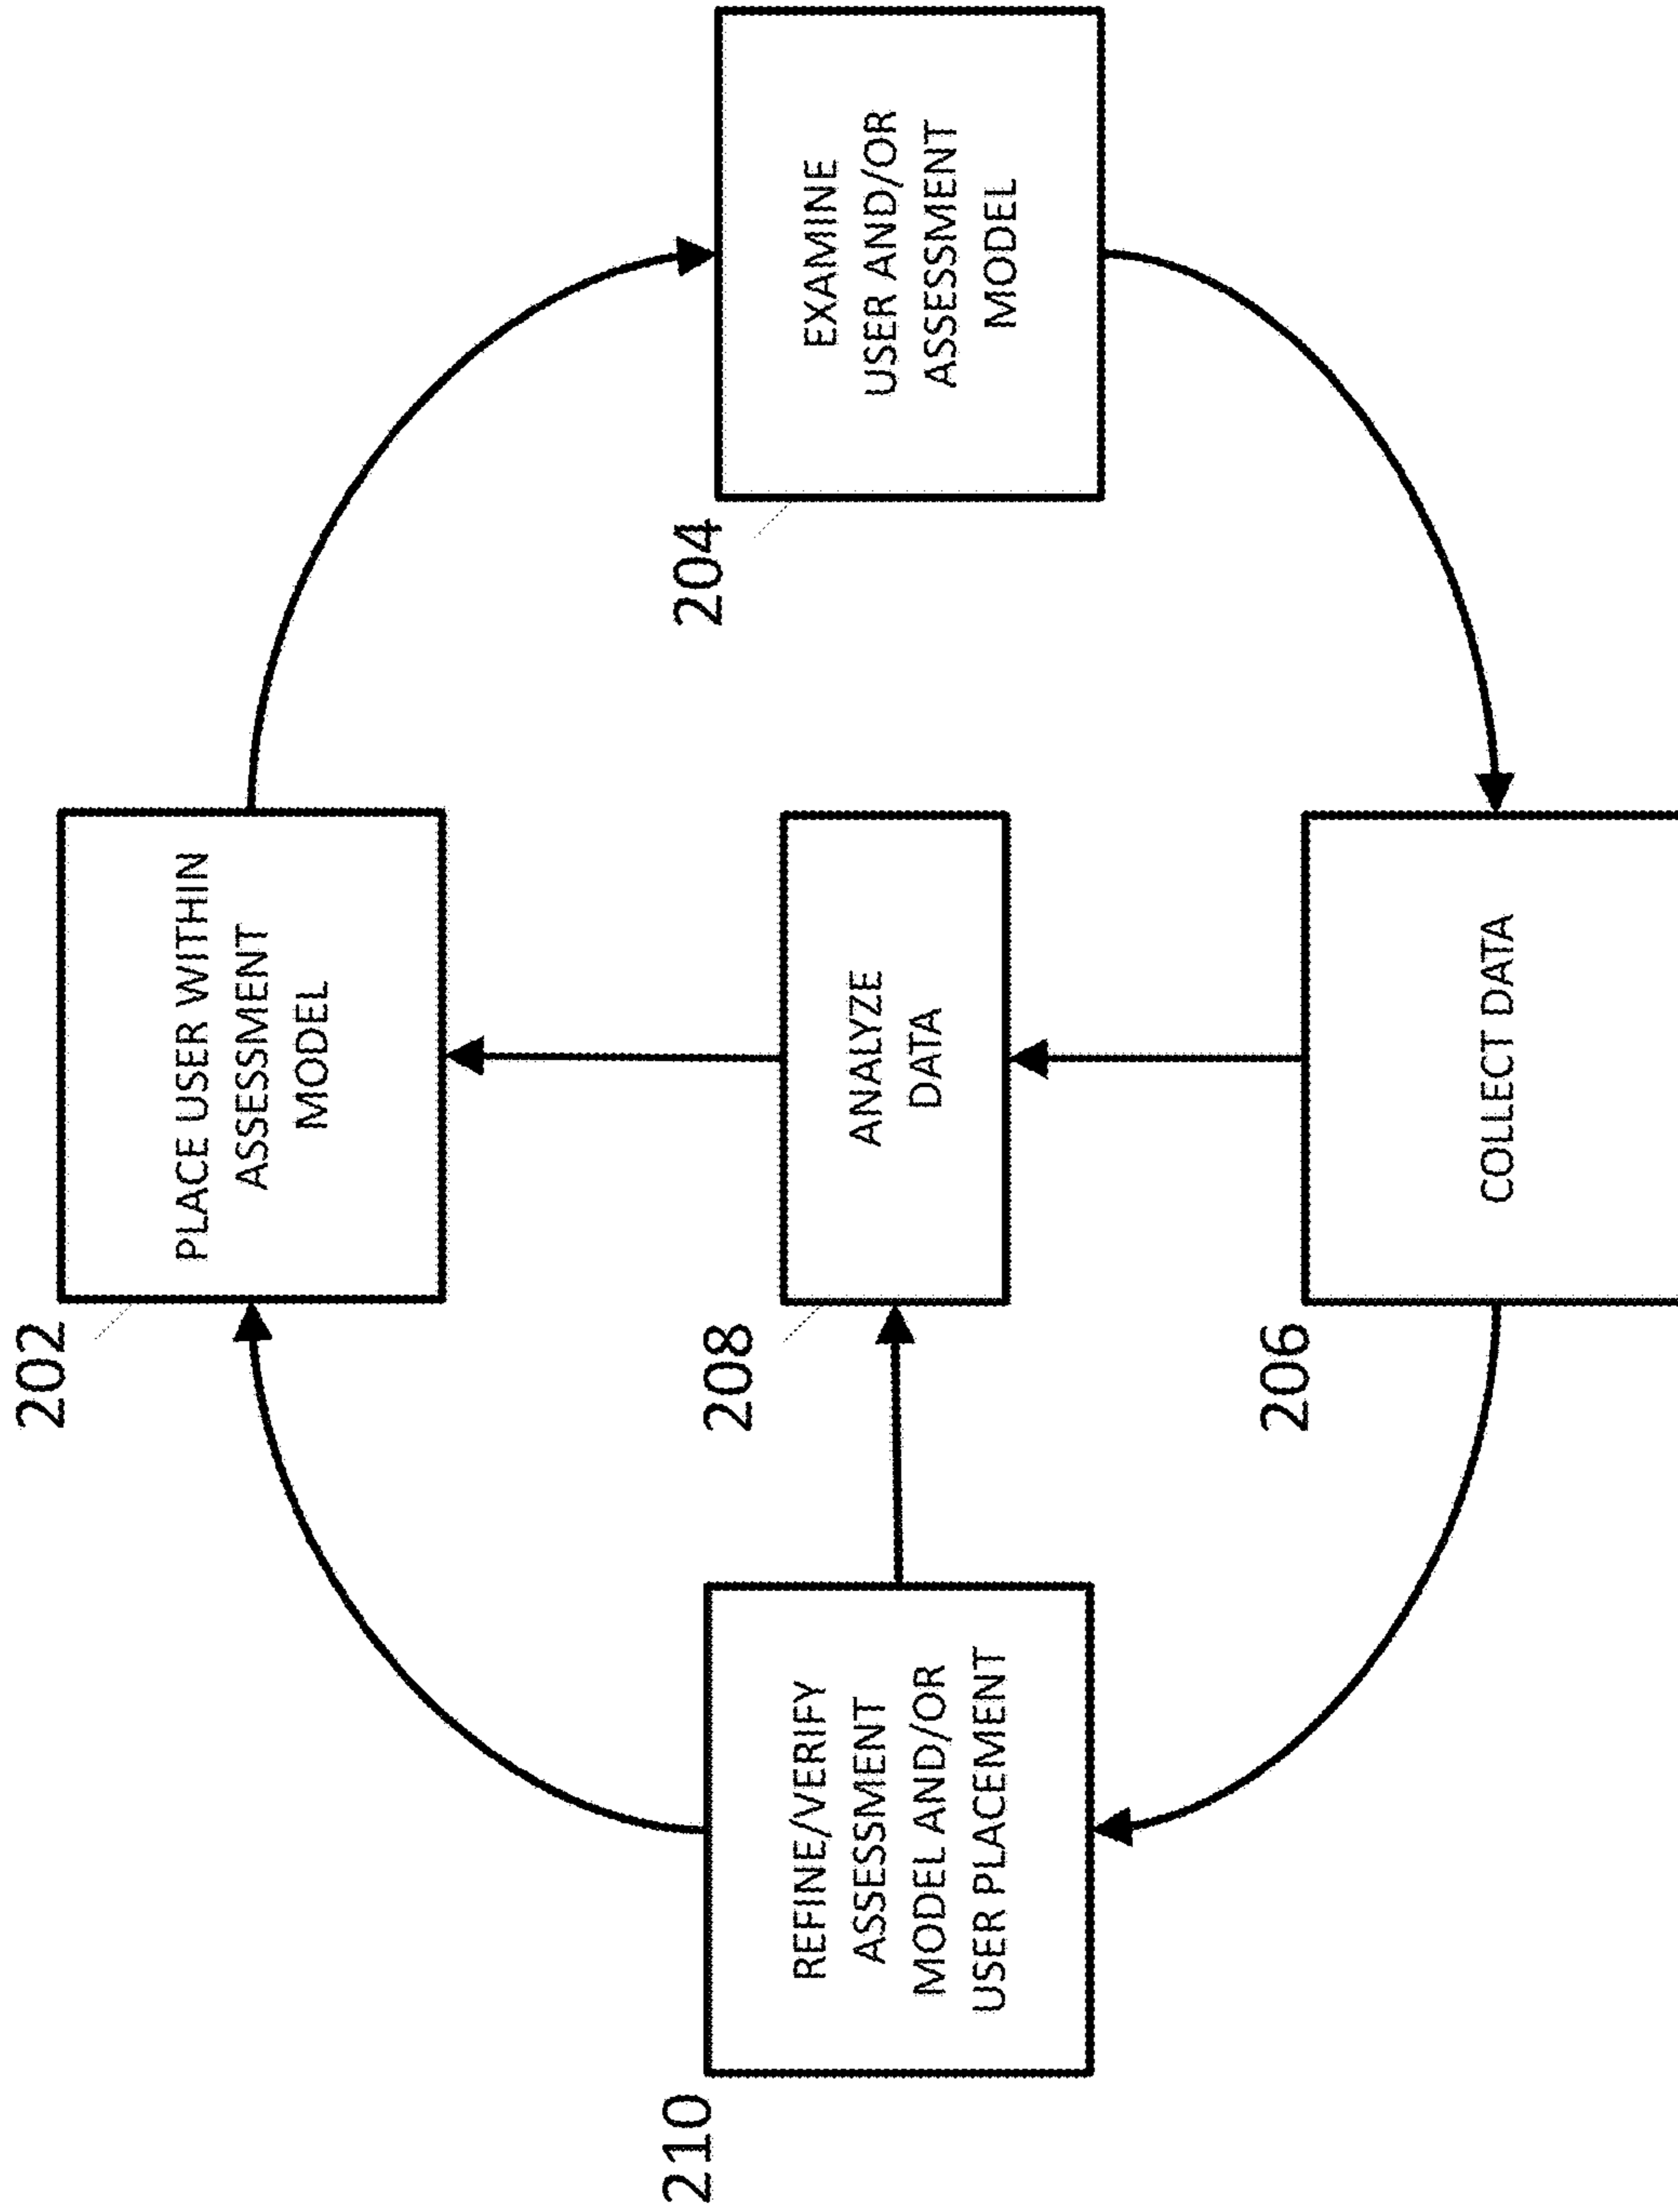 202
PLACE USER WITHIN
ASSESSMENT
MODEL
204
EXAMINE
USER AND/OR
ASSESSMENT
MODEL
206
COLLECT DATA
208
ANALYZE
DATA
210
REFINE/VERIFY
ASSESSMENT
MODEL AND/OR
USER PLACEMENT